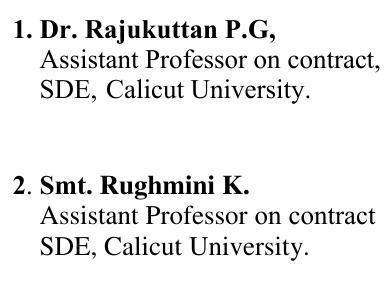 1. Dr. Rajukuttan P.G,
Assistant Professor on contract,
SDE, Calicut University.
2. Smt. Rughmini K.
Assistant Professor on contract
SDE, Calicut University.